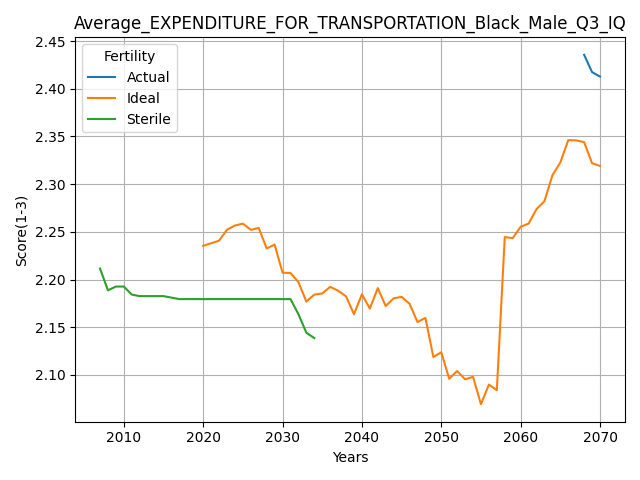 Average_EXPENDITURE_FOR_TRANSPORTATION_Black_Male_Q3_IQ
2.45
2.40
2.35
2.30
2.25
2.20
2.15
2.10
Score(1-3)
Fertility
Actual
Ideal
Sterile
2010 2020 2030 2040 2050 2060 2070
Years